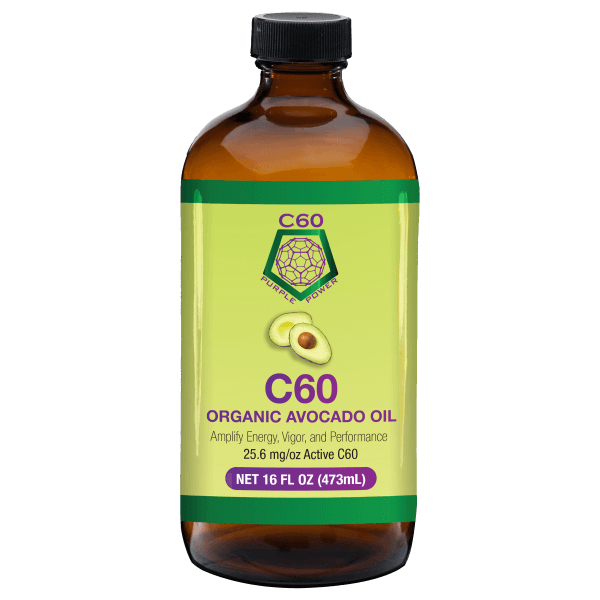 C60
PURPLE POWER
C60
ORGANIC AVOCADO OIL
Amplify Energy, Vigor, and Performance
25.6 mg/oz Active C60
NET 16 FL OZ (473mL)